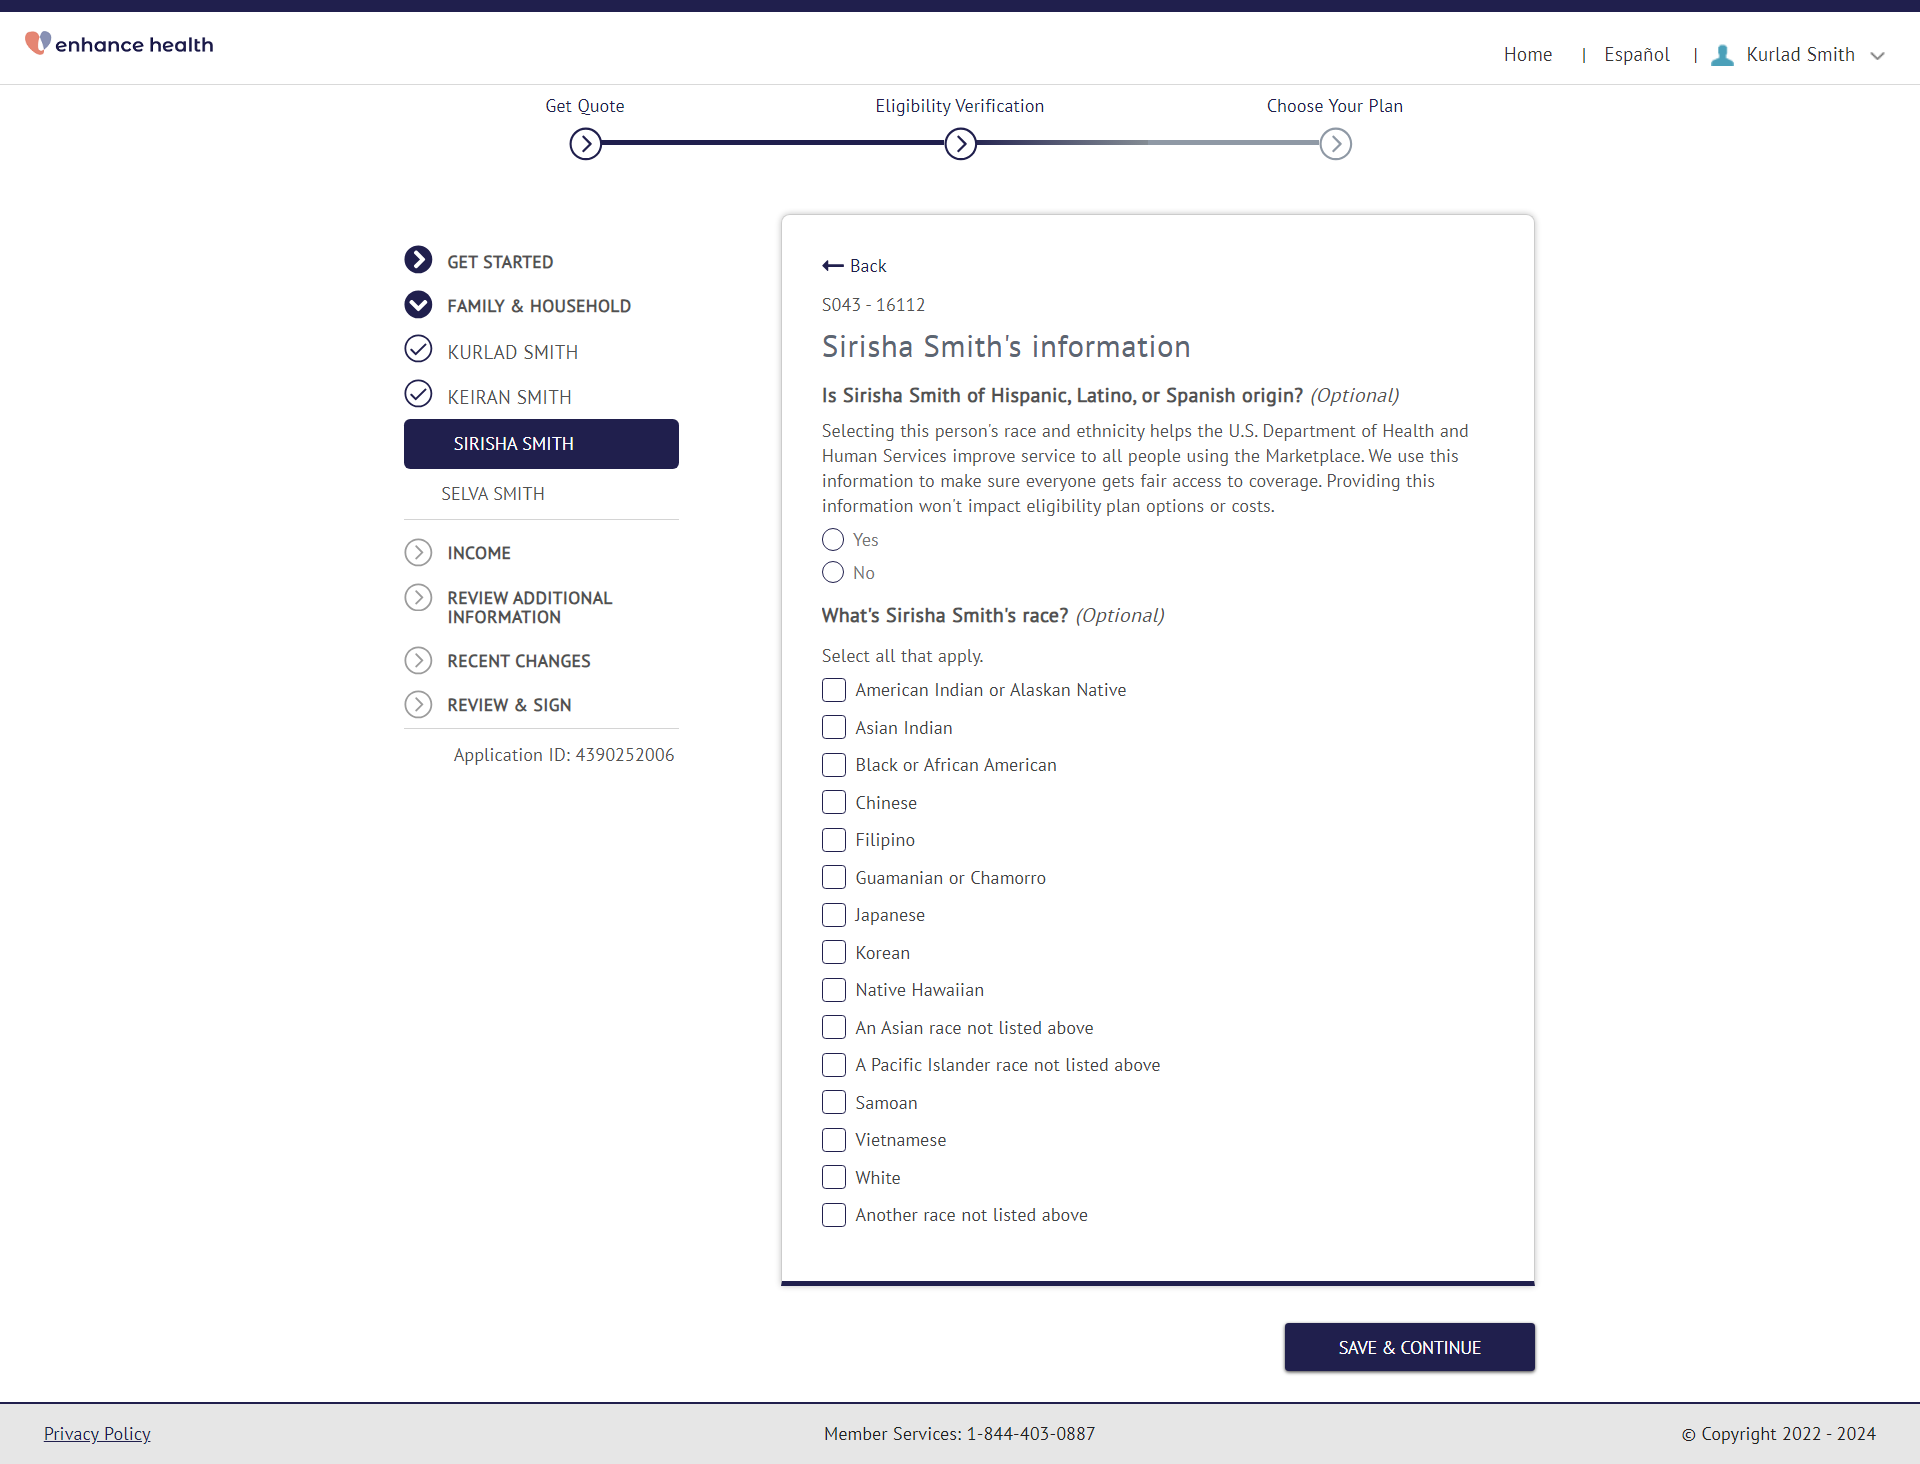 enhance health
Home | Español | Kurlad Smith
Get Quote
Eligibility Verification
Choose Your Plan
GET STARTED
FAMILY & HOUSEHOLD
KURLAD SMITH
KEIRAN SMITH
SIRISHA SMITH
SELVA SMITH
INCOME
REVIEW ADDITIONAL
INFORMATION
RECENT CHANGES
REVIEW & SIGN
Application ID: 4390252006
Back
S043 - 16112
Sirisha Smith's information
Is Sirisha Smith of Hispanic, Latino, or Spanish origin? (Optional)
Selecting this person's race and ethnicity helps the U.S. Department of Health and
Human Services improve service to all people using the Marketplace. We use this
information to make sure everyone gets fair access to coverage. Providing this
information won't impact eligibility plan options or costs.
Yes
No
What's Sirisha Smith's race? (Optional)
Select all that apply.
American Indian or Alaskan Native
Asian Indian
Black or African American
Chinese
Filipino
Guamanian or Chamorro
Japanese
Korean
Native Hawaiian
An Asian race not listed above
A Pacific Islander race not listed above
Samoan
Vietnamese
White
Another race not listed above
SAVE & CONTINUE
Privacy Policy
Member Services: 1-844-403-0887
© Copyright 2022 - 2024